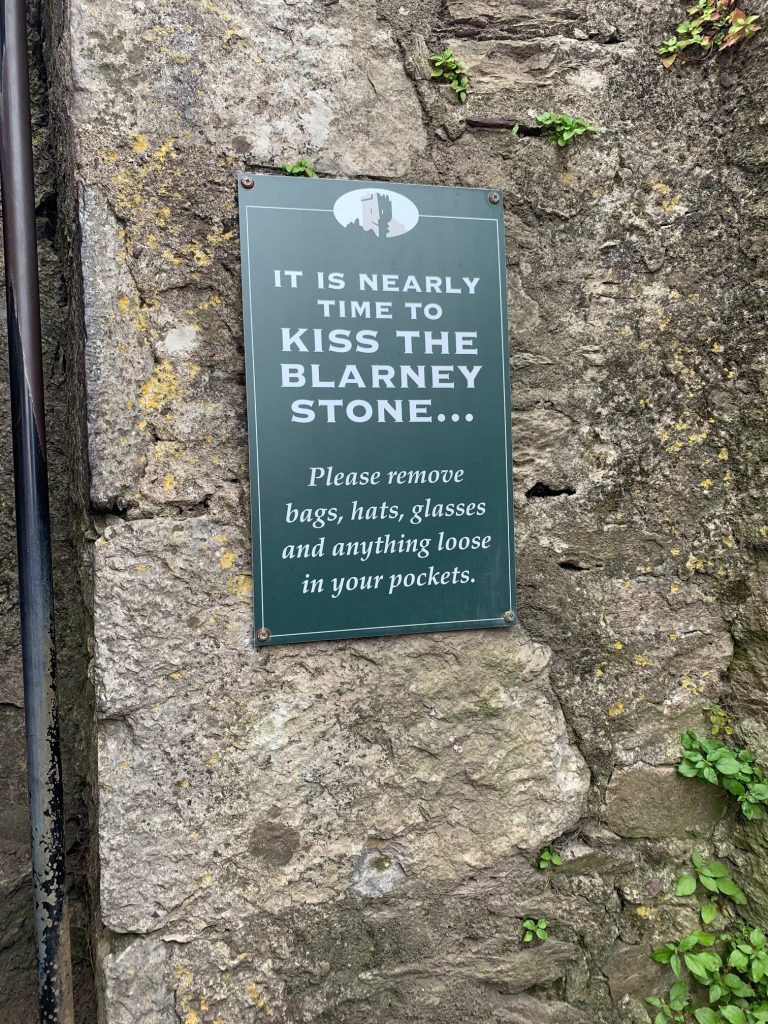 IT IS NEARLY
TIME TO
KISS THE
BLARNEY
STONE...
Please remove
bags, hats, glasses
and anything loose
in your pockets.